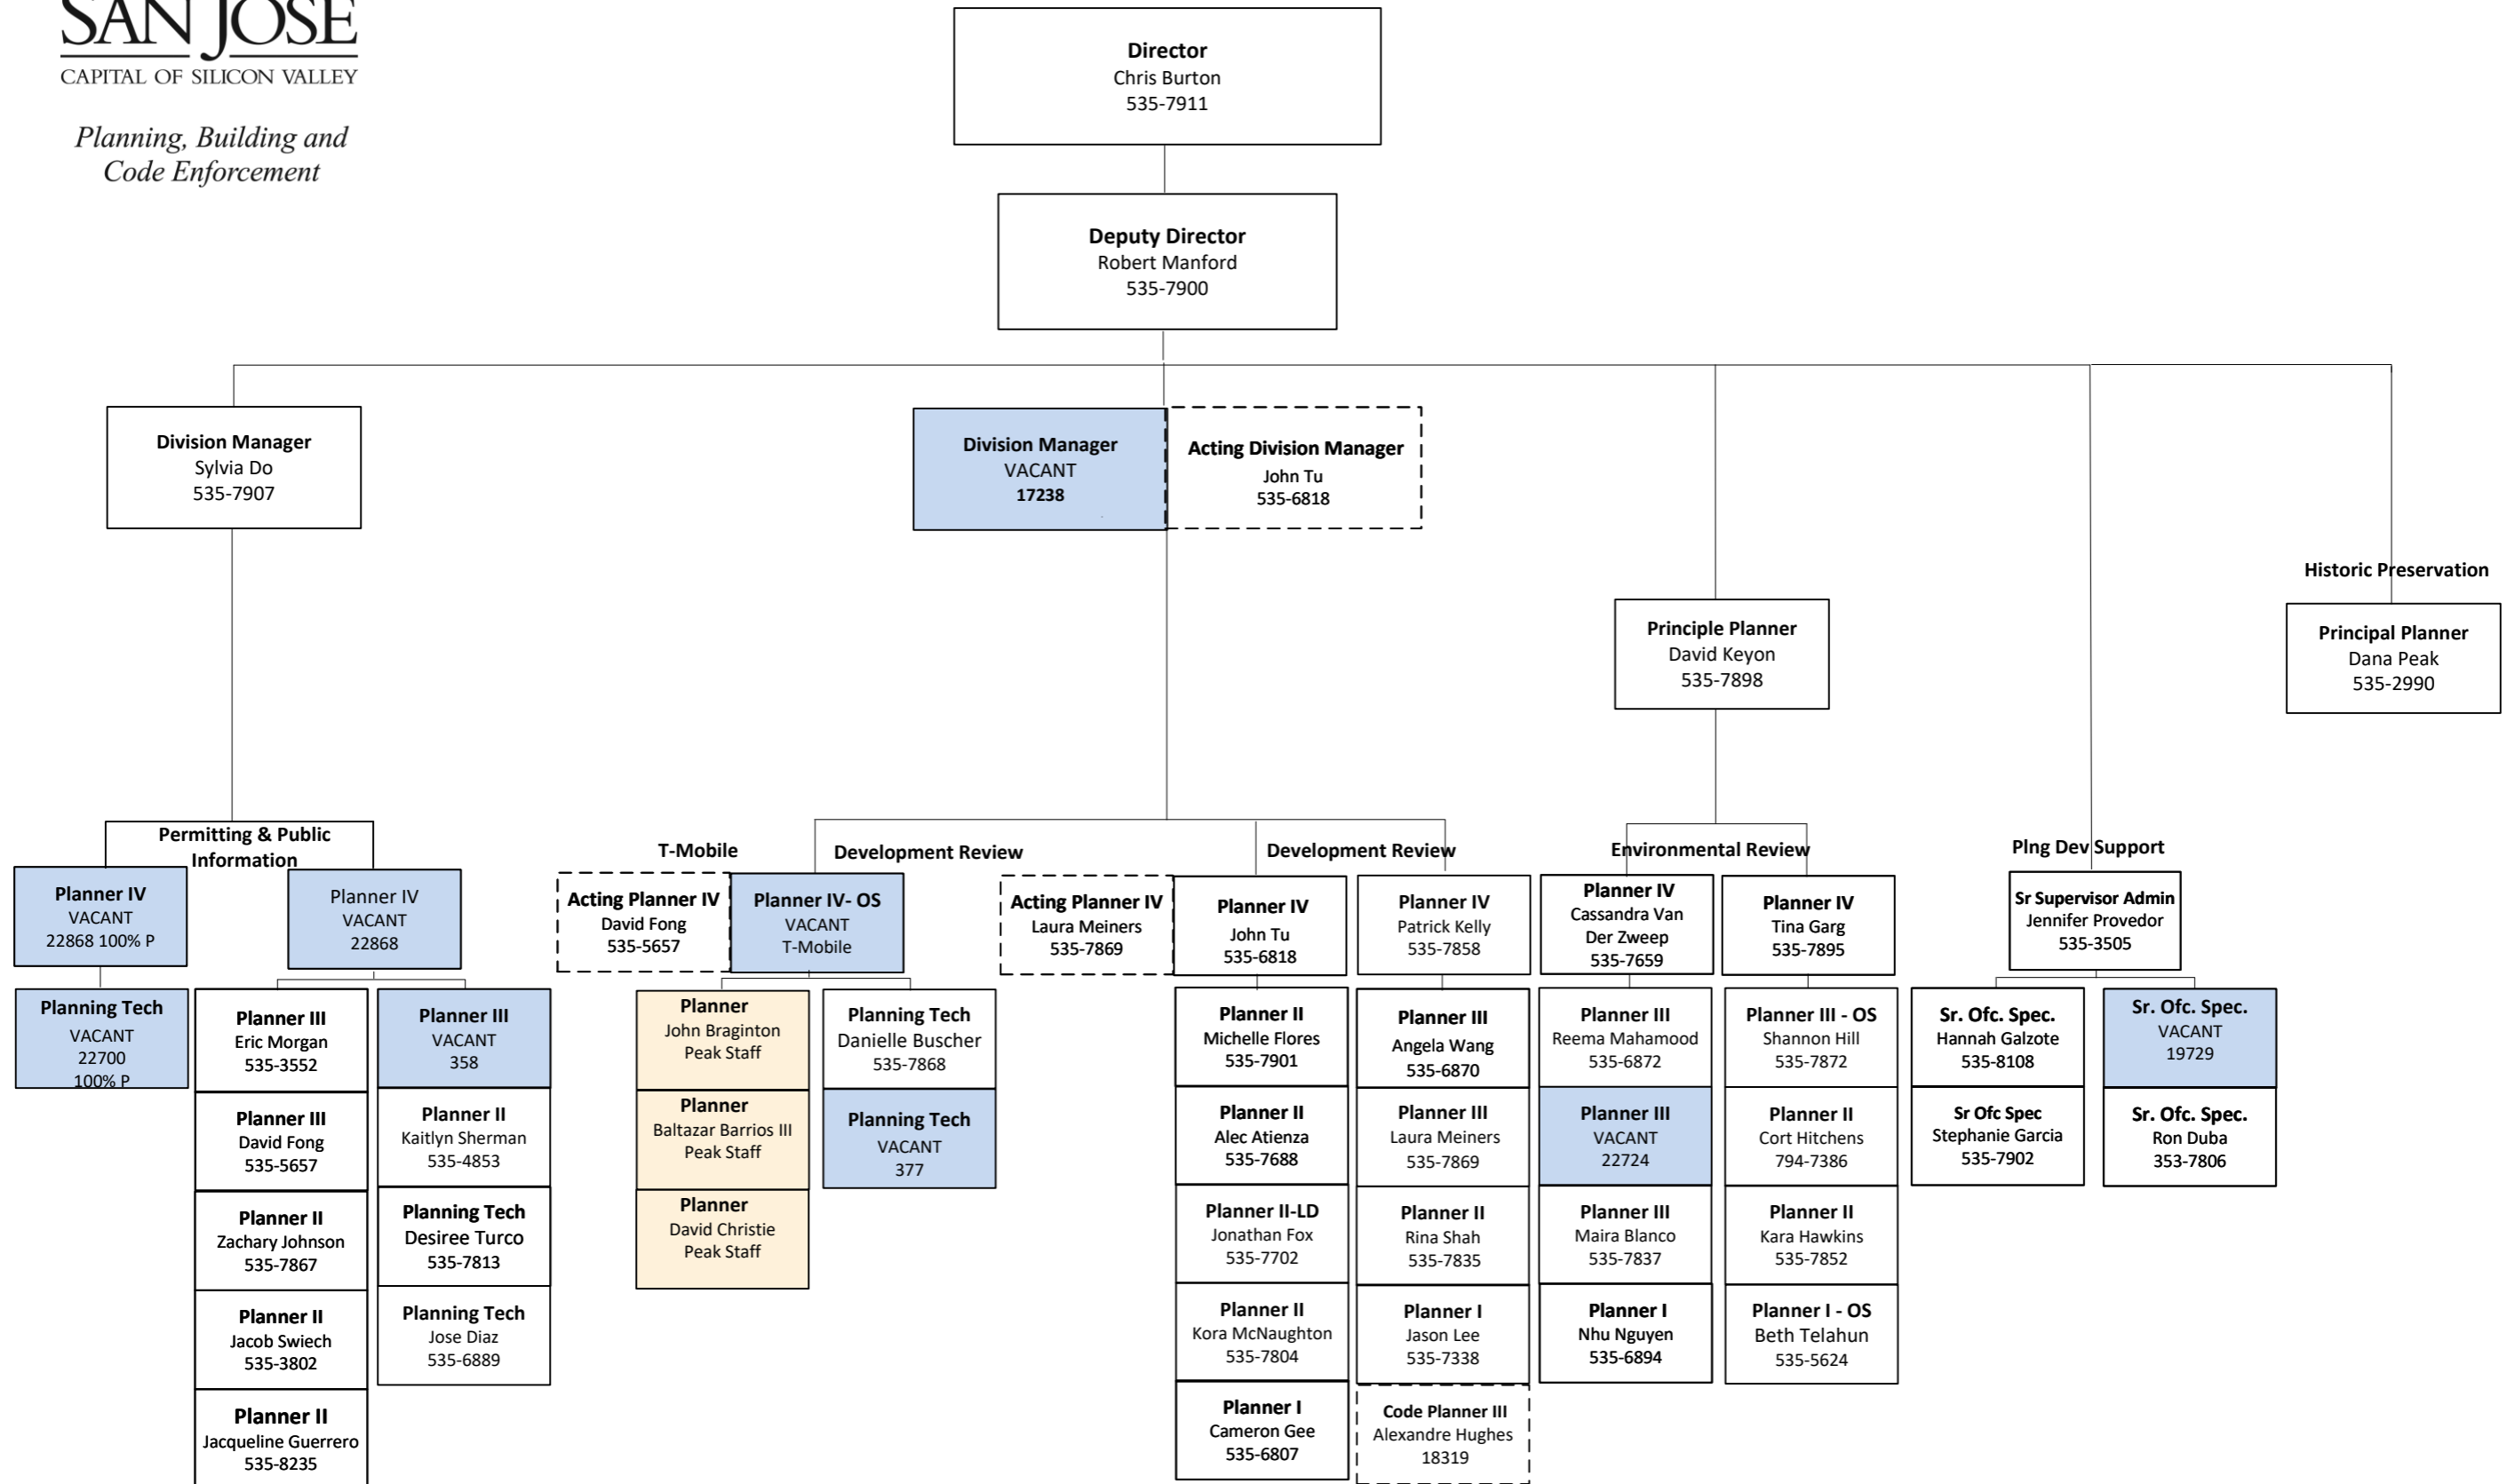 SAN JOSE
CAPITAL OF SILICON VALLEY
Planning, Building and
Code Enforcement
Director
Chris Burton
535-7911
Deputy Director
Robert Manford
535-7900
Division Manager
Sylvia Do
535-7907
Division Manager
VACANT
17238
Acting Division Manager
John Tu
535-6818
Principle Planner
David Keyon
535-7898
Historic Preservation
Principal Planner
Dana Peak
535-2990
Permitting & Public
Information
Planner IV
VACANT
22868 100% P
Planning Tech
VACANT
22700
100% P
Planner IV
VACANT
22868
Planner III
Eric Morgan
535-3552
Planner III
David Fong
535-5657
Planner II
Zachary Johnson
535-7867
Planner II
Jacob Swiech
535-3802
Planner II
Jacqueline Guerrero
535-8235
Planner III
VACANT
358
Planner II
Kaitlyn Sherman
535-4853
Planning Tech
Desiree Turco
535-7813
Planning Tech
Jose Diaz
535-6889
T-Mobile
Development Review
Acting Planner IV
David Fong
535-5657
Planner IV- OS
VACANT
T-Mobile
Planner
John Braginton
Peak Staff
Planner
Baltazar Barrios III
Peak Staff
Planner
David Christie
Peak Staff
Planning Tech
Danielle Buscher
535-7868
Planning Tech
VACANT
377
Development Review
Acting Planner IV
Laura Meiners
535-7869
Planner IV
John Tu
535-6818
Planner II
Michelle Flores
535-7901
Planner II
Alec Atienza
535-7688
Planner II-LD
Jonathan Fox
535-7702
Planner II
Kora McNaughton
535-7804
Planner I
Cameron Gee
535-6807
Planner IV
Patrick Kelly
535-7858
Planner III
Angela Wang
535-6870
Planner III
Laura Meiners
535-7869
Planner II
Rina Shah
535-7835
Planner I
Jason Lee
535-7338
Code Planner III
Alexandre Hughes
18319
Environmental Review
Planner IV
Cassandra Van
Der Zweep
535-7659
Planner III
Reema Mahamood
535-6872
Planner III
VACANT
22724
Planner III
Maira Blanco
535-7837
Planner I
Nhu Nguyen
535-6894
Planner IV
Tina Garg
535-7895
Planner III - OS
Shannon Hill
535-7872
Planner II
Cort Hitchens
794-7386
Planner II
Kara Hawkins
535-7852
Planner I - OS
Beth Telahun
535-5624
Plng Dev Support
Sr Supervisor Admin
Jennifer Provedor
535-3505
Sr. Ofc. Spec.
Hannah Galzote
535-8108
Sr Ofc Spec
Stephanie Garcia
535-7902
Sr. Ofc. Spec.
VACANT
19729
Sr. Ofc. Spec.
Ron Duba
353-7806